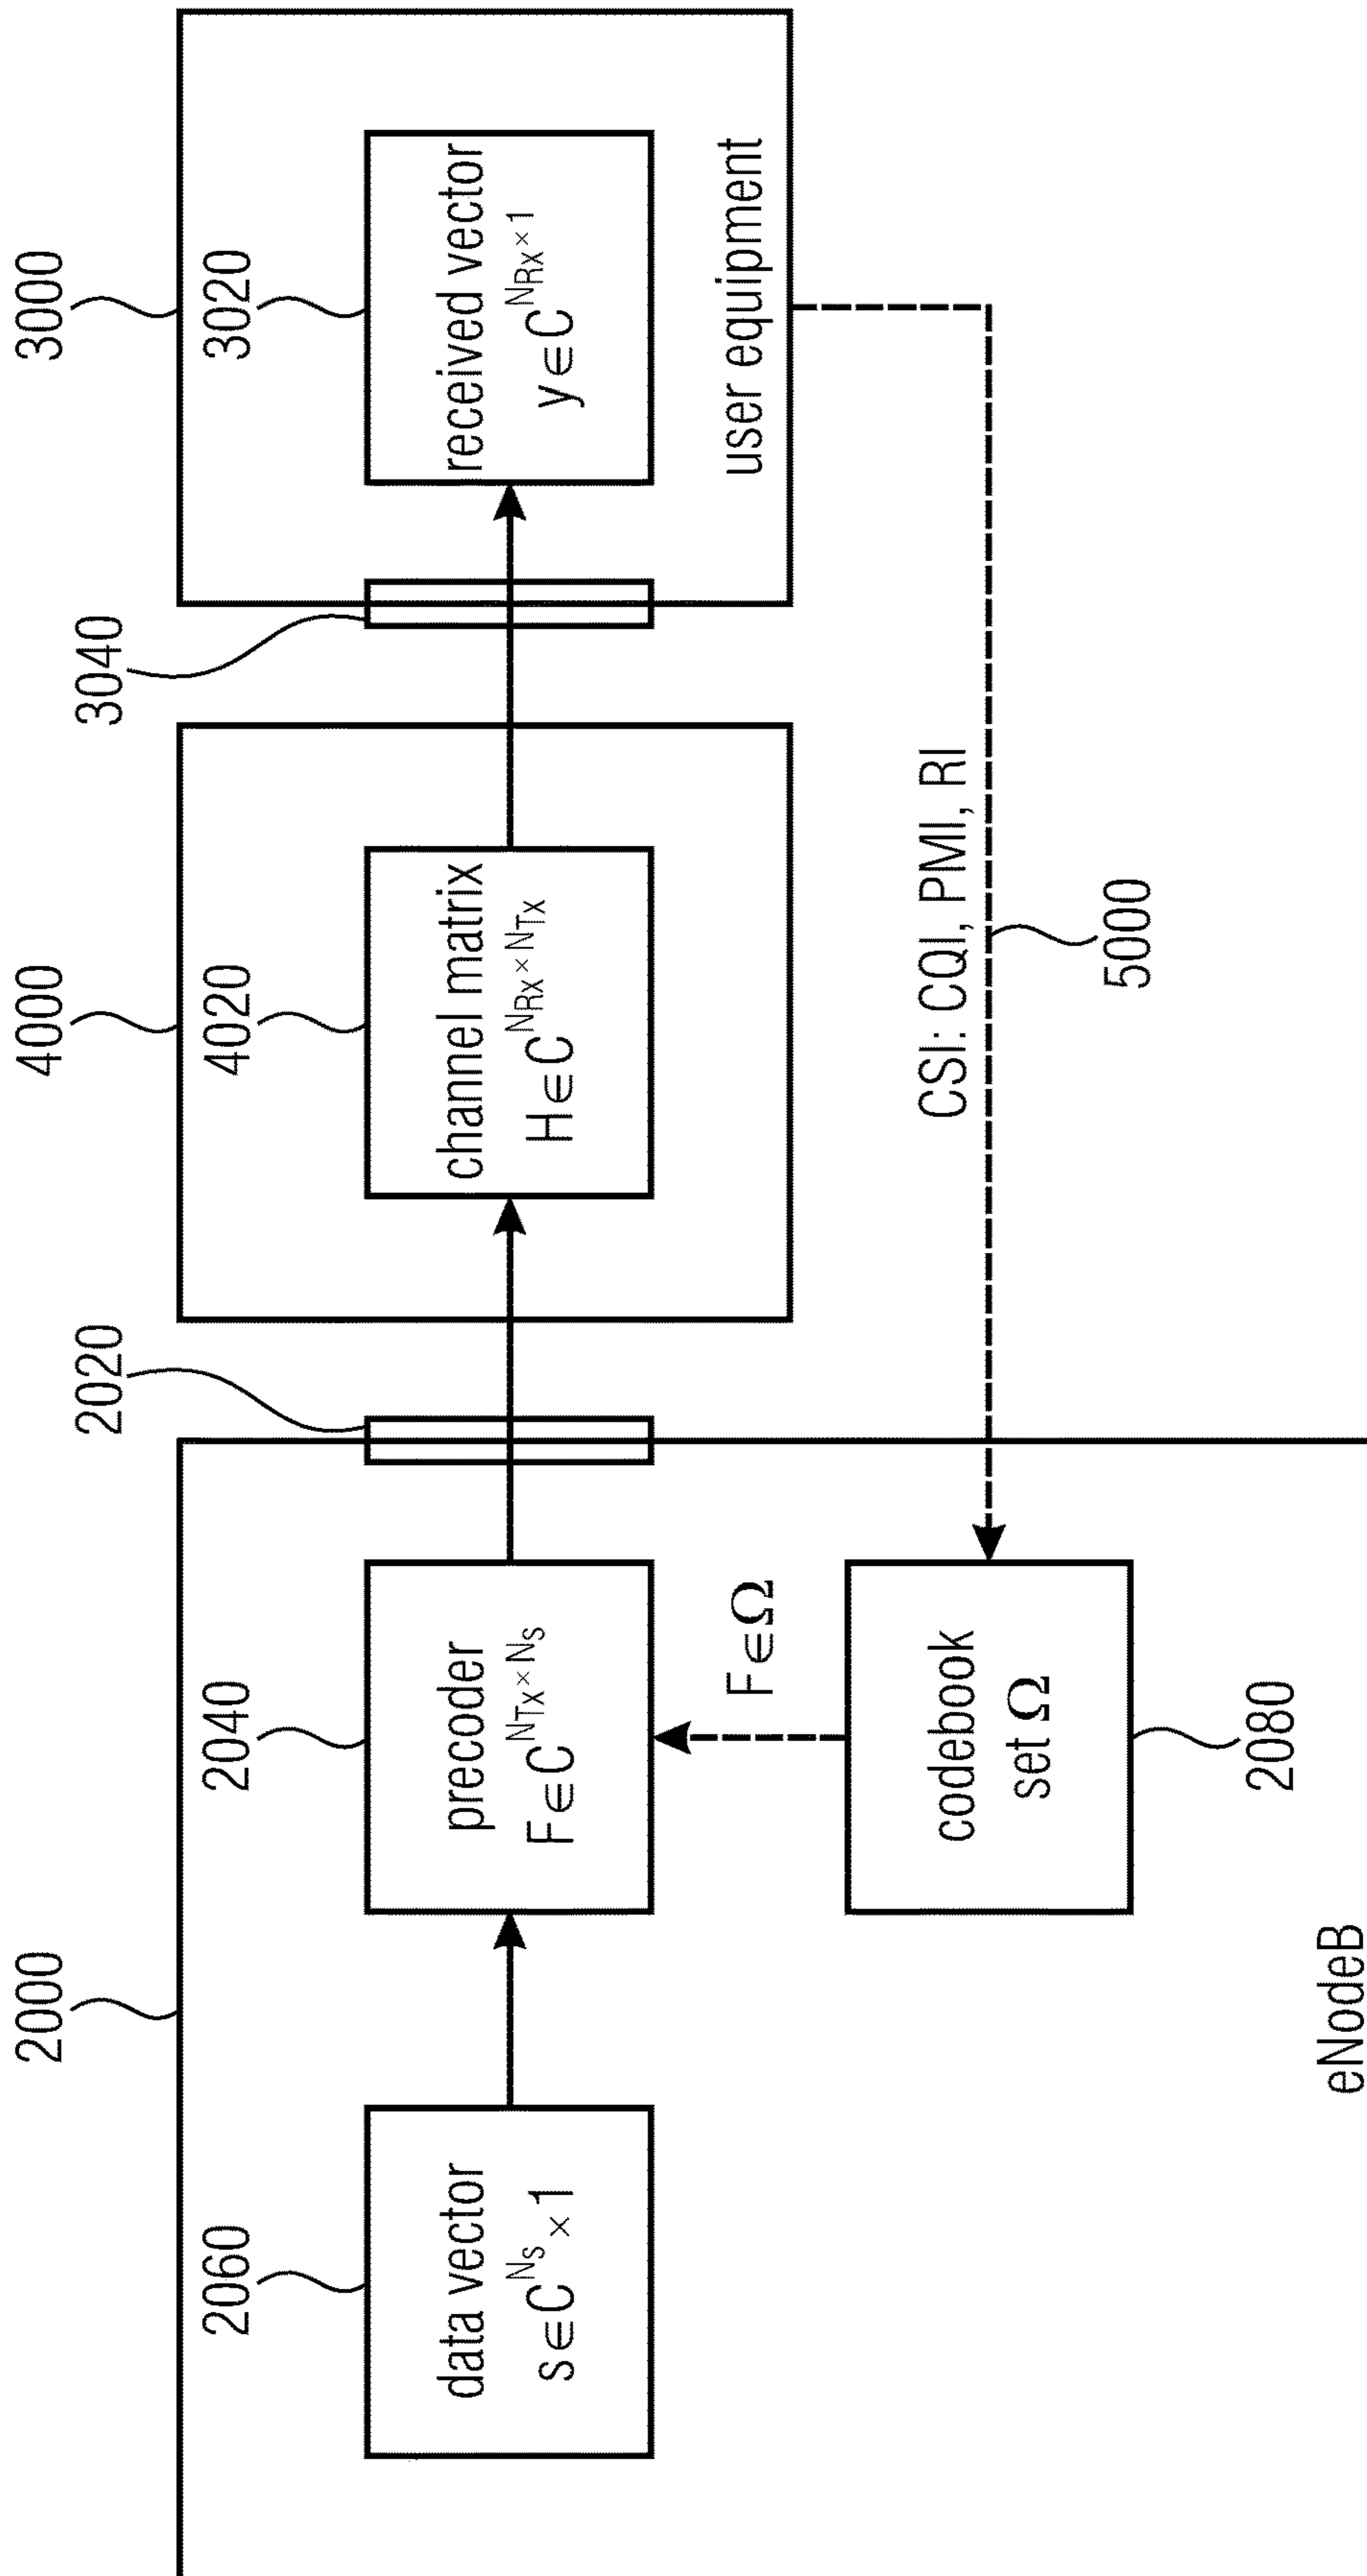 2000
2060
data vector
s∈C^{N_s} × 1
2040
precoder
F∈C^{N_{Tx}×N_s}
F∈Ω
codebook
set Ω
2080
eNodeB
2020
4000
4020
channel matrix
H∈C^{N_{Rx}×N_{Tx}}
3040
3000
3020
received vector
y∈C^{N_{Rx}×1}
user equipment
CSI: CQI, PMI, RI
5000